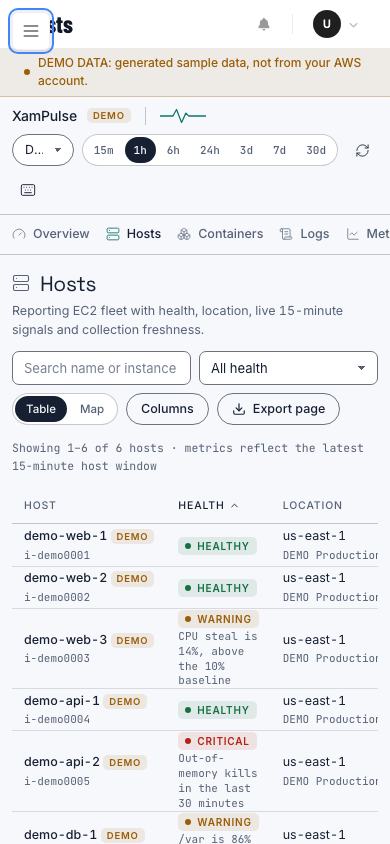 sts
U
DEMO DATA: generated sample data, not from your AWS
account.
XamPulse DEMO
D...
15m 1h 6h 24h 3d 7d 30d
Overview Hosts Containers Logs Met
Hosts
Reporting EC2 fleet with health, location, live 15-minute
signals and collection freshness.
Search name or instance
All health
Table Map Columns Export page
Showing 1–6 of 6 hosts · metrics reflect the latest
15-minute host window
HOST HEALTH LOCATION
demo-web-1 DEMO HEALTHY us-east-1
i-demo0001 DEMO Production
demo-web-2 DEMO HEALTHY us-east-1
i-demo0002 DEMO Production
demo-web-3 DEMO WARNING us-east-1
i-demo0003 DEMO Production
CPU steal is
14%, above
the 10%
baseline
demo-api-1 DEMO HEALTHY us-east-1
i-demo0004 DEMO Production
demo-api-2 DEMO CRITICAL us-east-1
i-demo0005 DEMO Production
Out-of-
memory kills
in the last
30 minutes
demo-db-1 DEMO WARNING us-east-1
/var is 86%